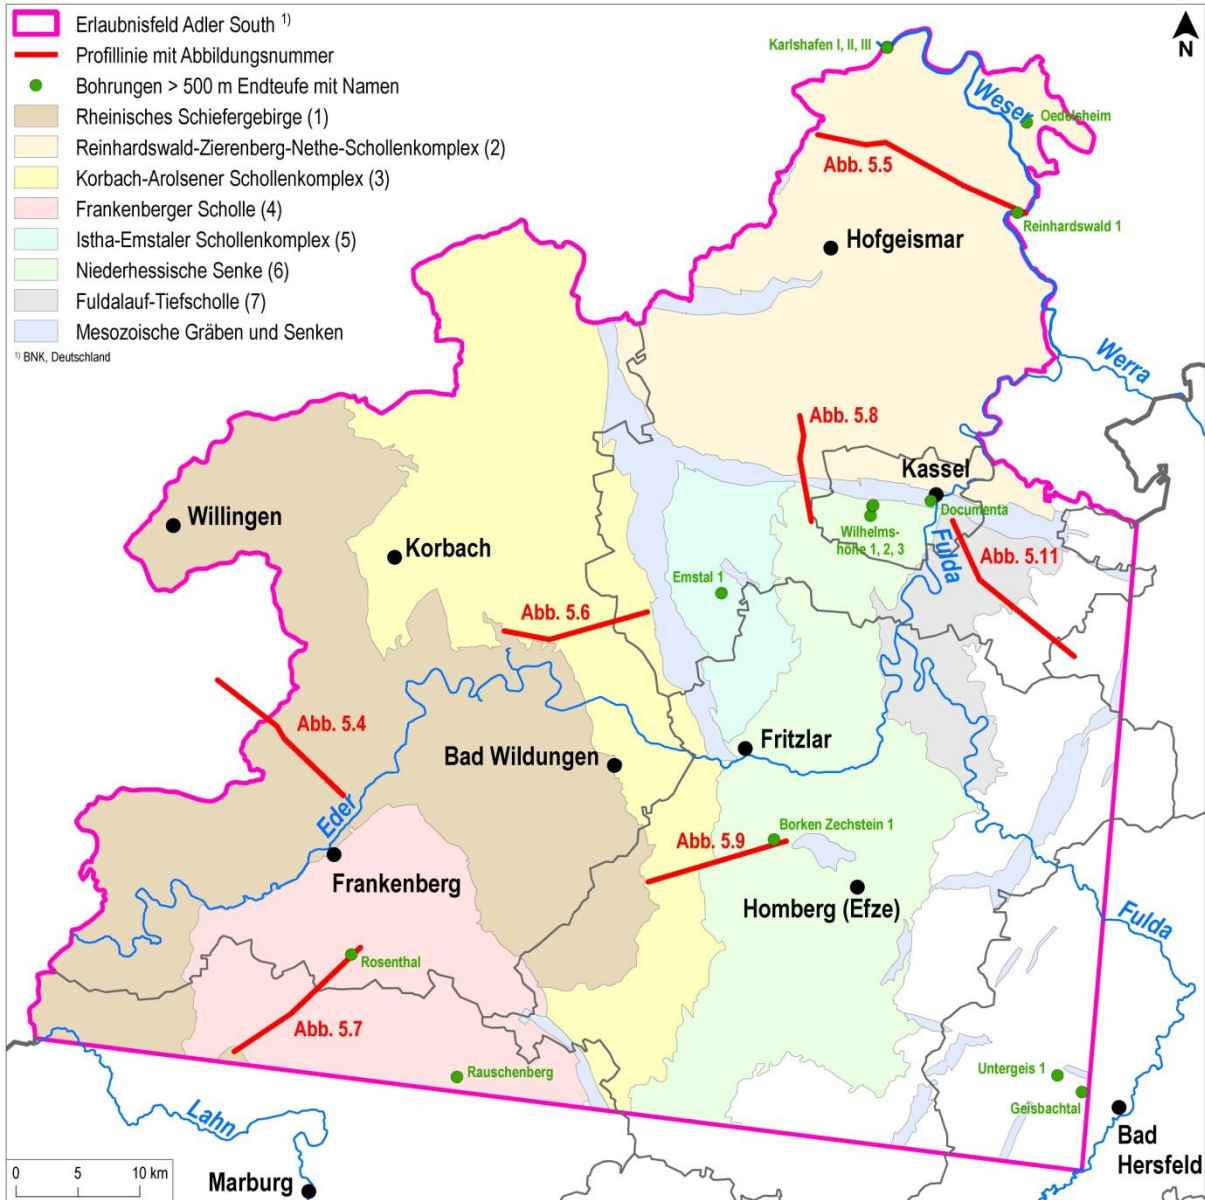 Erlaubnisfeld Adler South 1)
Profillinie mit Abbildungsnummer
Bohrungen > 500 m Endteufe mit Namen
Rheinisches Schiefergebirge (1)
Reinhardswald-Zierenberg-Nethe-Schollenkomplex (2)
Korbach-Arolsener Schollenkomplex (3)
Frankenberger Scholle (4)
Istha-Emstaler Schollenkomplex (5)
Niederhessische Senke (6)
Fuldalauf-Tiefscholle (7)
Mesozoische Gräben und Senken
1) BNK, Deutschland
N
Karlshafen I, II, III
Weser
Oedelsheim
Abb. 5.5
Reinhardswald 1
Hofgeismar
Werra
Abb. 5.8
Kassel
Documenta
Willingen
Wilhelms-
höhe 1, 2, 3
Fulda
Korbach
Abb. 5.11
Emstal 1
Abb. 5.6
Abb. 5.4
Fritzlar
Bad Wildungen
Eder
Borken Zechstein 1
Abb. 5.9
Frankenberg
Homberg (Efze)
Fulda
Rosenthal
Abb. 5.7
Rauschenberg
Untergeis 1
Geisbachtal
Lahn
Bad
Hersfeld
0 5 10 km
Marburg